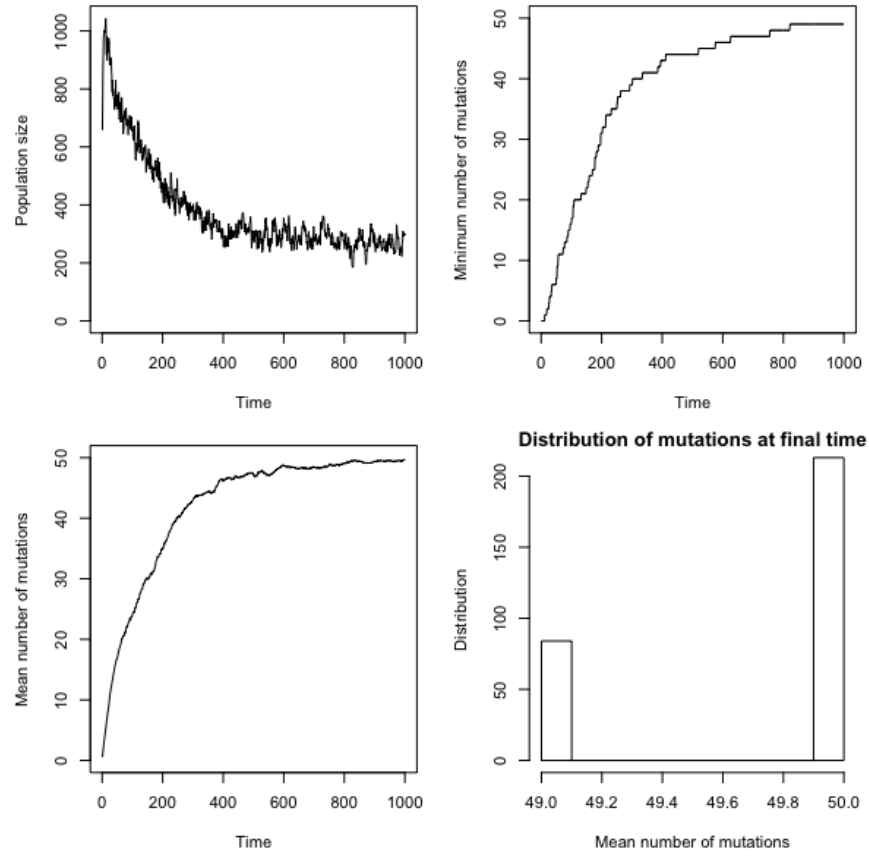 Population size
0
200
400
600
800
1000
0 200 400 600 800 1000
Time
Minimum number of mutations
0
10
20
30
40
50
0 200 400 600 800 1000
Time
Mean number of mutations
0
10
20
30
40
50
0 200 400 600 800 1000
Time
Distribution of mutations at final time
Distribution
0
50
100
150
200
49.0 49.2 49.4 49.6 49.8 50.0
Mean number of mutations